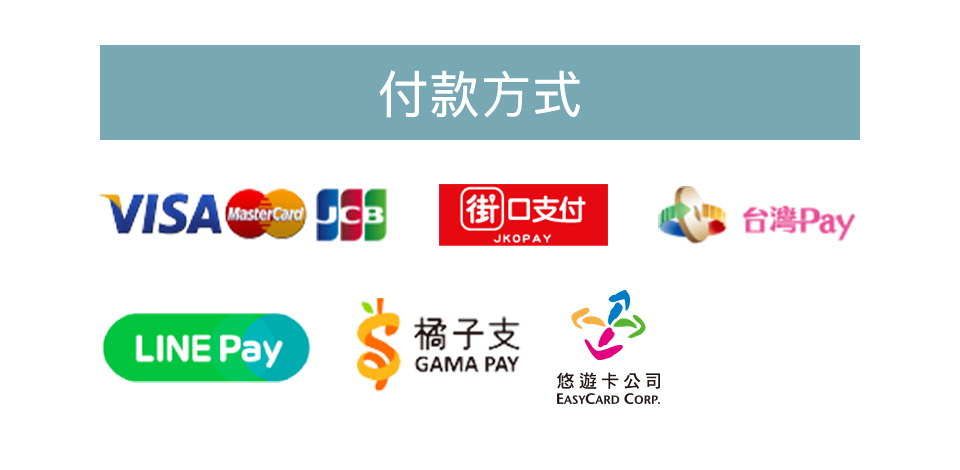 付款方式
VISA MasterCard JCB
街口支付
JKOPAY
台灣Pay
LINE Pay
橘子支
GAMA PAY
悠遊卡公司
EASYCARD CORP.